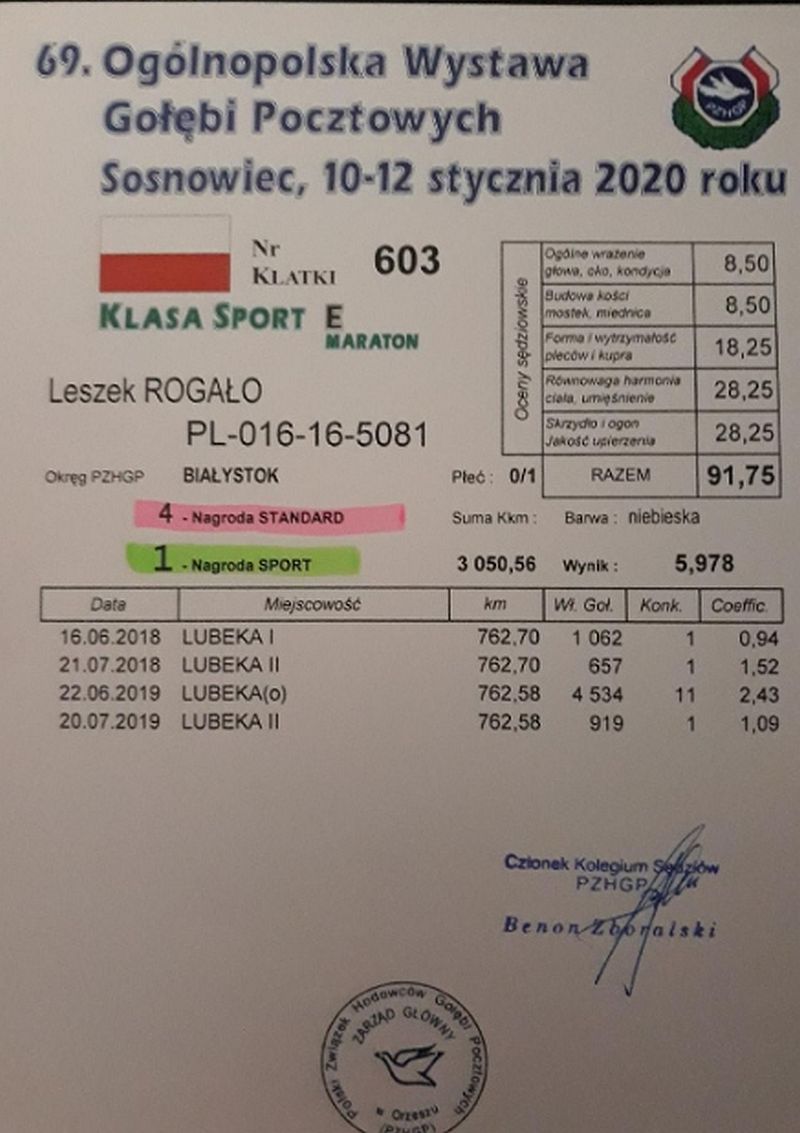 69. Ogólnopolska Wystawa
Gołębi Pocztowych
Sosnowiec, 10-12 stycznia 2020 roku
PZHGP
Nr
KLATKI
603
KLASA SPORT E
MARATON
Leszek ROGAŁO
PL-016-16-5081
Oceny sędziowskie
Ogólne wrażenie
głowa, oko, kondycja 8,50
Budowa kości
mostek, miednica 8,50
Forma i wytrzymałość
pleców i kupra 18,25
Równowaga harmonia
ciała, umięśnienie 28,25
Skrzydło i ogon
Jakość upierzenia 28,25
Okręg PZHGP BIAŁYSTOK Płeć : 0/1 RAZEM 91,75
4 - Nagroda STANDARD Suma Kkm : Barwa : niebieska
1 - Nagroda SPORT 3 050,56 Wynik : 5,978
Data Miejscowość km Wł. Goł. Konk. Coeffic.
16.06.2018 LUBEKA I 762,70 1 062 1 0,94
21.07.2018 LUBEKA II 762,70 657 1 1,52
22.06.2019 LUBEKA(o) 762,58 4 534 11 2,43
20.07.2019 LUBEKA II 762,58 919 1 1,09
Członek Kolegium Sędziów
PZHGP
Benon Zboralski
Polski Związek Hodowców Gołębi Pocztowych
ZARZĄD GŁÓWNY
w Orzeszu
(PZHGP)